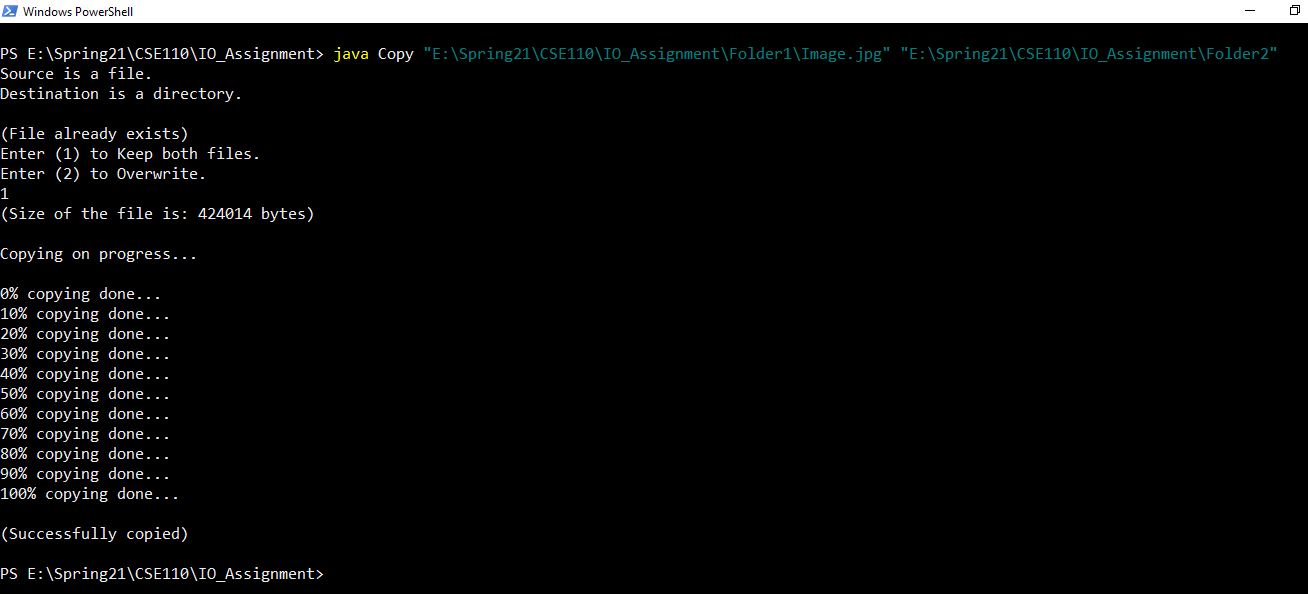 Windows PowerShell
PS E:\Spring21\CSE110\IO_Assignment> java Copy "E:\Spring21\CSE110\IO_Assignment\Folder1\Image.jpg" "E:\Spring21\CSE110\IO_Assignment\Folder2"
Source is a file.
Destination is a directory.
(File already exists)
Enter (1) to Keep both files.
Enter (2) to Overwrite.
1
(Size of the file is: 424014 bytes)
Copying on progress...
0% copying done...
10% copying done...
20% copying done...
30% copying done...
40% copying done...
50% copying done...
60% copying done...
70% copying done...
80% copying done...
90% copying done...
100% copying done...
(Successfully copied)
PS E:\Spring21\CSE110\IO_Assignment>